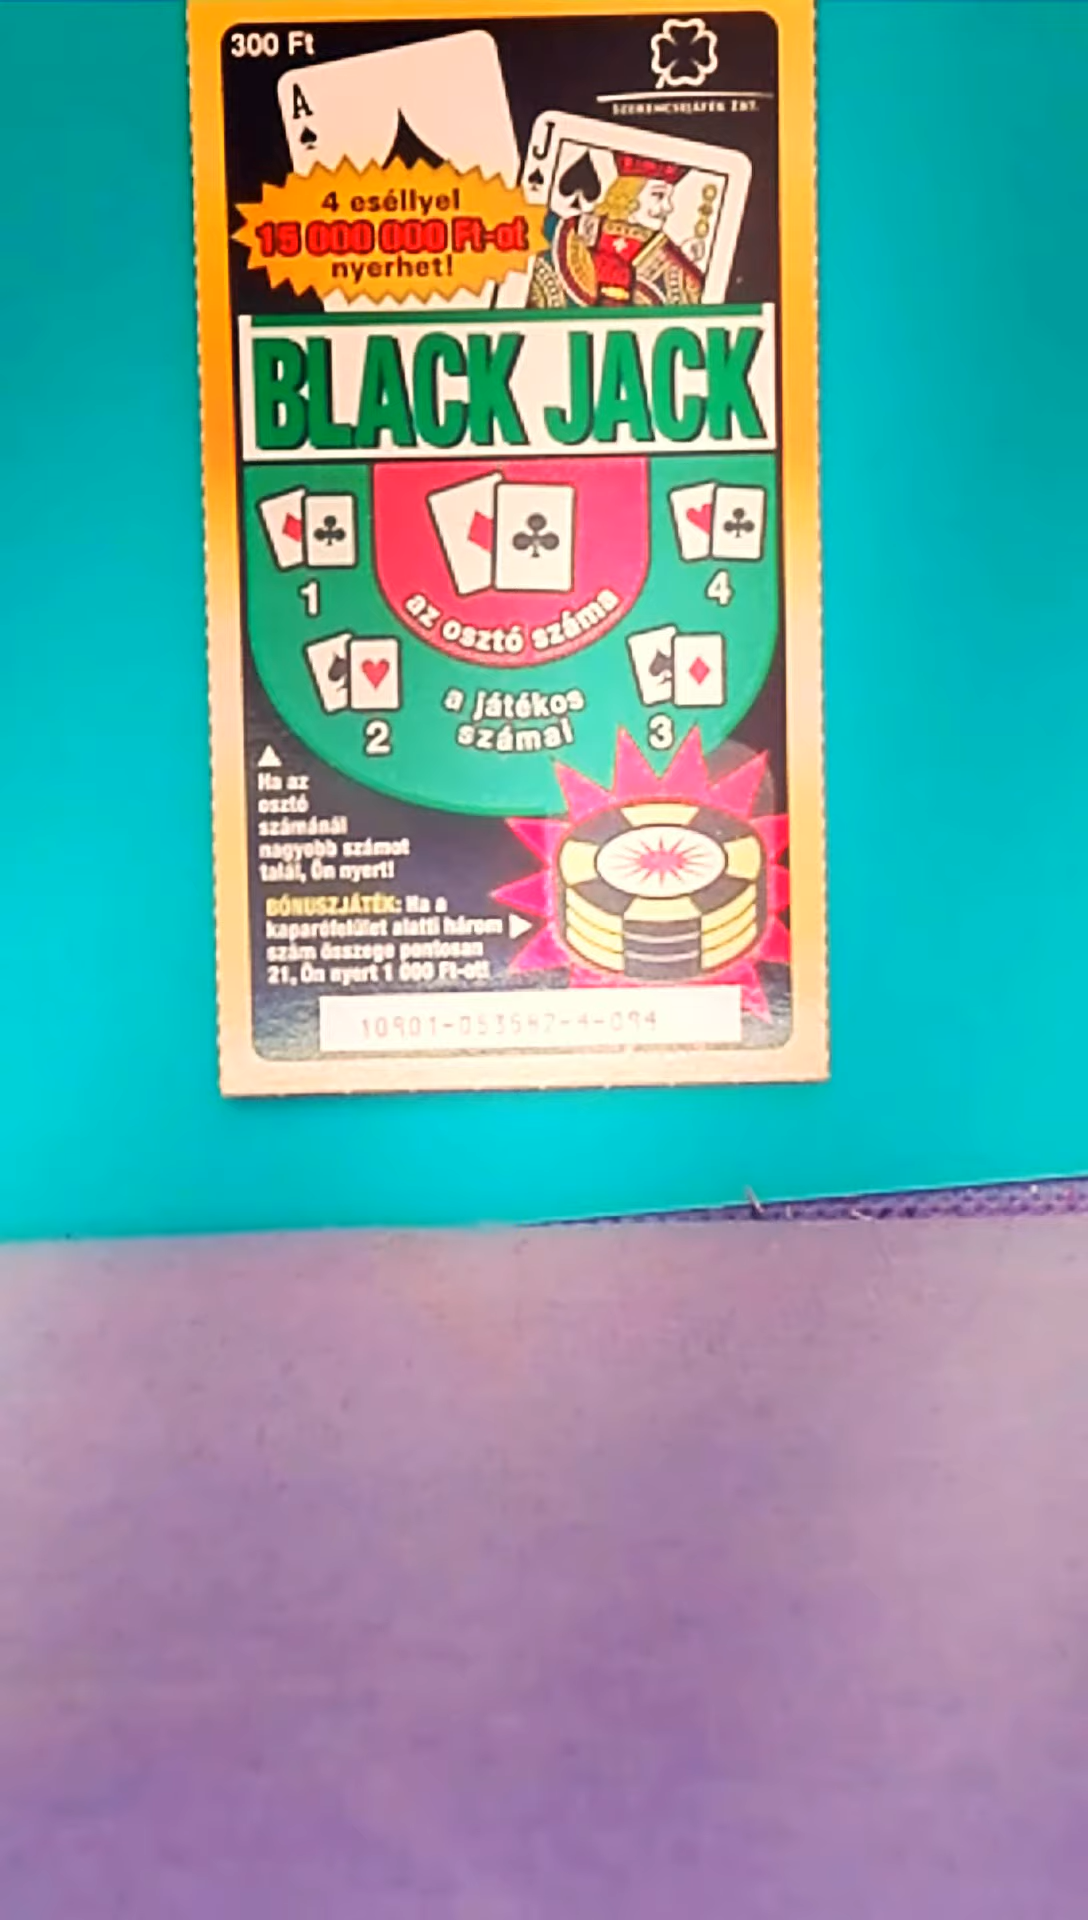 300 Ft
A
J
SZERENCSEJÁTÉK ZRT.
4 eséllyel
15 000 000 Ft-ot
nyerhet!
BLACK JACK
1
4
az osztó száma
2
a játékos
számai
3
Ha az
osztó
számánál
nagyobb számot
talál, Ön nyert!
BÓNUSZJÁTÉK: Ha a
kaparófelület alatti három
szám összege pontosan
21, Ön nyert 1 000 Ft-ot!